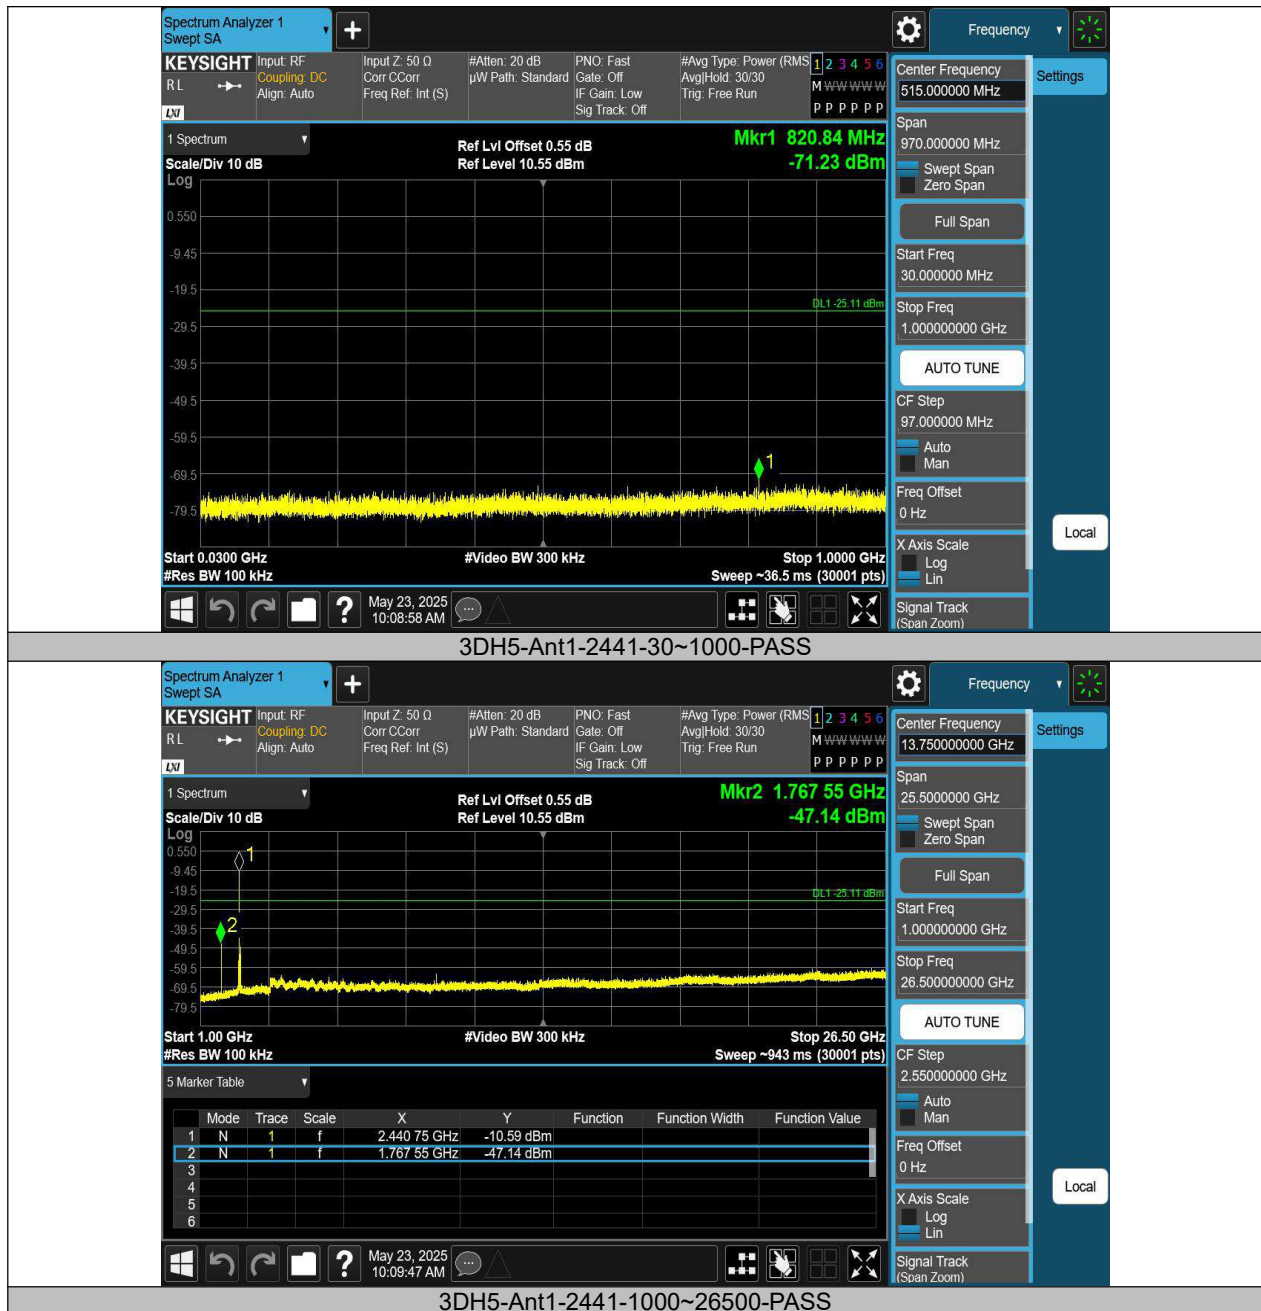 Spectrum Analyzer 1
Swept SA
+
Frequency
KEYSIGHT
RL
LXI
Input: RF
Coupling: DC
Align: Auto
Input Z: 50 Ω
Corr CCorr
Freq Ref: Int (S)
#Atten: 20 dB
µW Path: Standard
PNO: Fast
Gate: Off
IF Gain: Low
Sig Track: Off
#Avg Type: Power (RMS
Avg|Hold: 30/30
Trig: Free Run
1 2 3 4 5 6
M W W W W W
P P P P P P
Center Frequency
515.000000 MHz
Settings
Span
970.000000 MHz
Swept Span
Zero Span
Full Span
Start Freq
30.000000 MHz
Stop Freq
1.000000000 GHz
AUTO TUNE
CF Step
97.000000 MHz
Auto
Man
Freq Offset
0 Hz
X Axis Scale
Log
Lin
Signal Track
(Span Zoom)
Local
1 Spectrum
Scale/Div 10 dB
Log
Ref Lvl Offset 0.55 dB
Ref Level 10.55 dBm
Mkr1 820.84 MHz
-71.23 dBm
0.550
-9.45
-19.5
DL1 -25.11 dBm
-29.5
-39.5
-49.5
-59.5
-69.5
1
-79.5
Start 0.0300 GHz
#Video BW 300 kHz
Stop 1.0000 GHz
#Res BW 100 kHz
Sweep ~36.5 ms (30001 pts)
?
May 23, 2025
10:08:58 AM
3DH5-Ant1-2441-30~1000-PASS
Spectrum Analyzer 1
Swept SA
+
Frequency
KEYSIGHT
RL
LXI
Input: RF
Coupling: DC
Align: Auto
Input Z: 50 Ω
Corr CCorr
Freq Ref: Int (S)
#Atten: 20 dB
µW Path: Standard
PNO: Fast
Gate: Off
IF Gain: Low
Sig Track: Off
#Avg Type: Power (RMS
Avg|Hold: 30/30
Trig: Free Run
1 2 3 4 5 6
M W W W W W
P P P P P P
Center Frequency
13.750000000 GHz
Settings
Span
25.5000000 GHz
Swept Span
Zero Span
Full Span
Start Freq
1.000000000 GHz
Stop Freq
26.500000000 GHz
AUTO TUNE
CF Step
2.550000000 GHz
Auto
Man
Freq Offset
0 Hz
X Axis Scale
Log
Lin
Signal Track
(Span Zoom)
Local
1 Spectrum
Scale/Div 10 dB
Log
Ref Lvl Offset 0.55 dB
Ref Level 10.55 dBm
Mkr2 1.767 55 GHz
-47.14 dBm
0.550
1
-9.45
-19.5
DL1 -25.11 dBm
-29.5
2
-39.5
-49.5
-59.5
-69.5
-79.5
Start 1.00 GHz
#Video BW 300 kHz
Stop 26.50 GHz
#Res BW 100 kHz
Sweep ~943 ms (30001 pts)
5 Marker Table
Mode Trace Scale X Y Function Function Width Function Value
1 N 1 f 2.440 75 GHz -10.59 dBm
2 N 1 f 1.767 55 GHz -47.14 dBm
3
4
5
6
?
May 23, 2025
10:09:47 AM
3DH5-Ant1-2441-1000~26500-PASS